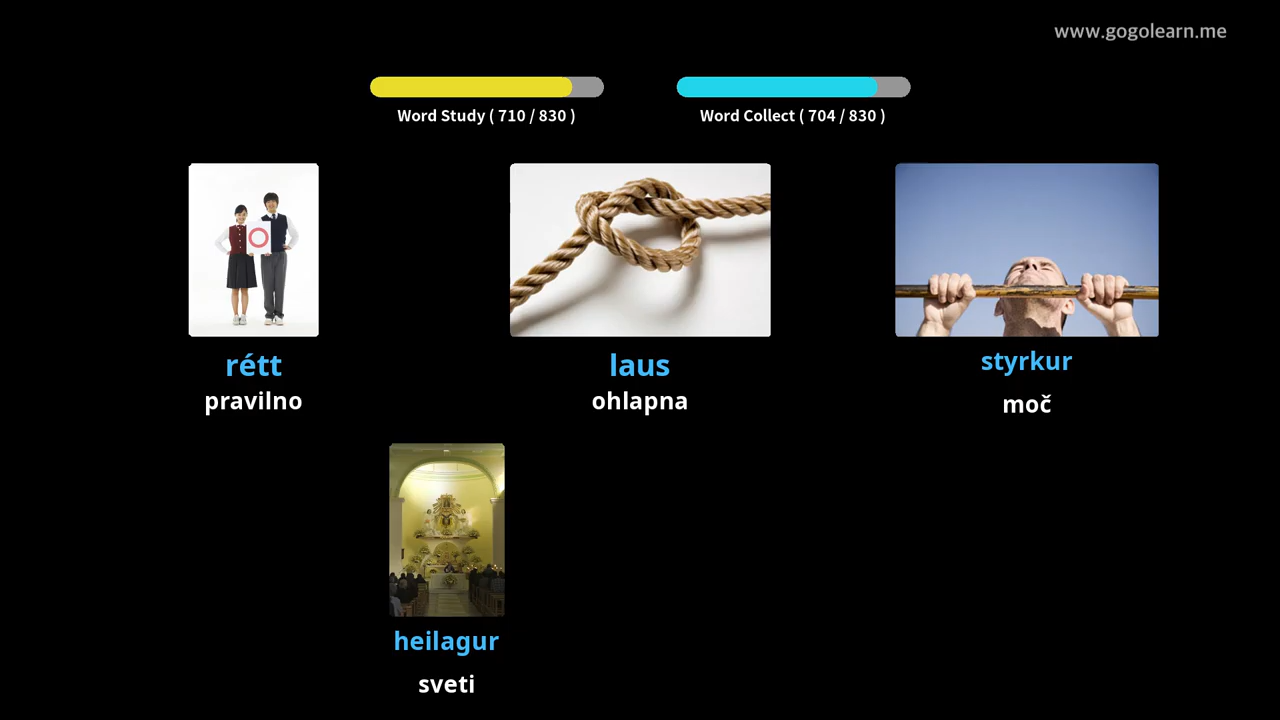 www.gogolearn.me
Word Study ( 710 / 830 )
Word Collect ( 704 / 830 )
rétt
pravilno
laus
ohlapna
styrkur
moč
heilagur
sveti